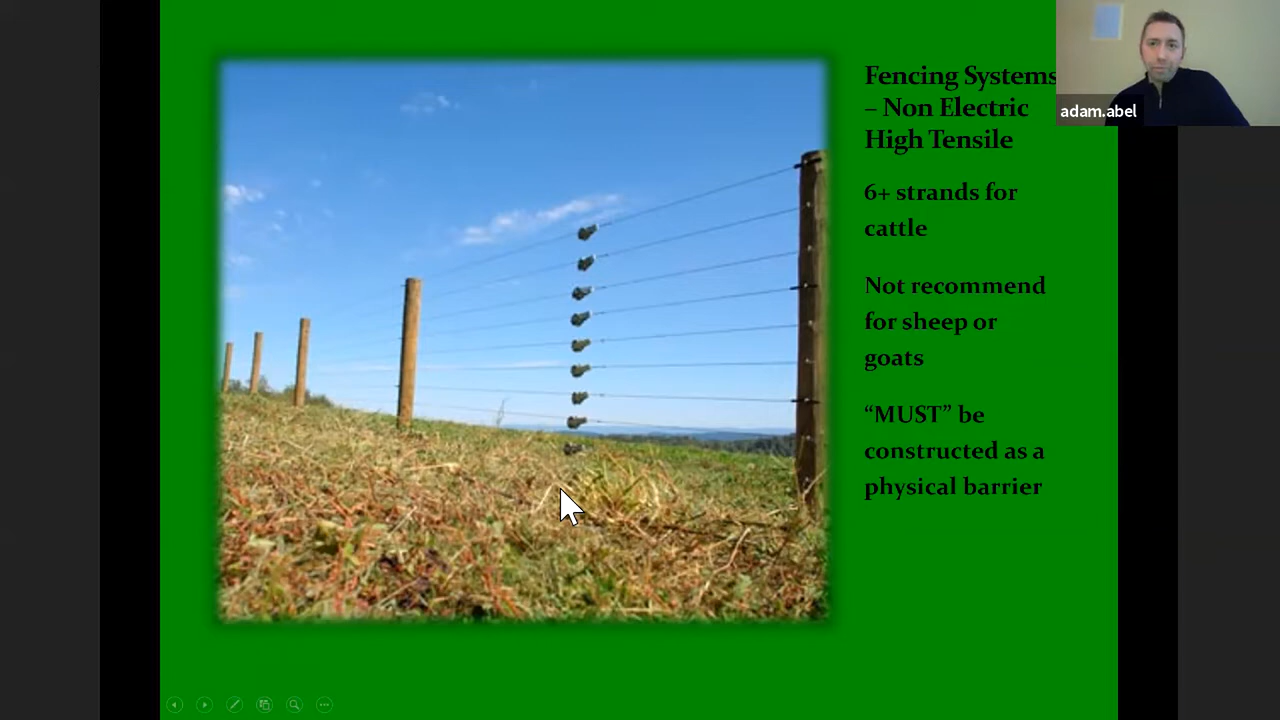 Fencing Systems
– Non Electric
High Tensile
6+ strands for
cattle
Not recommend
for sheep or
goats
“MUST” be
constructed as a
physical barrier
adam.abel